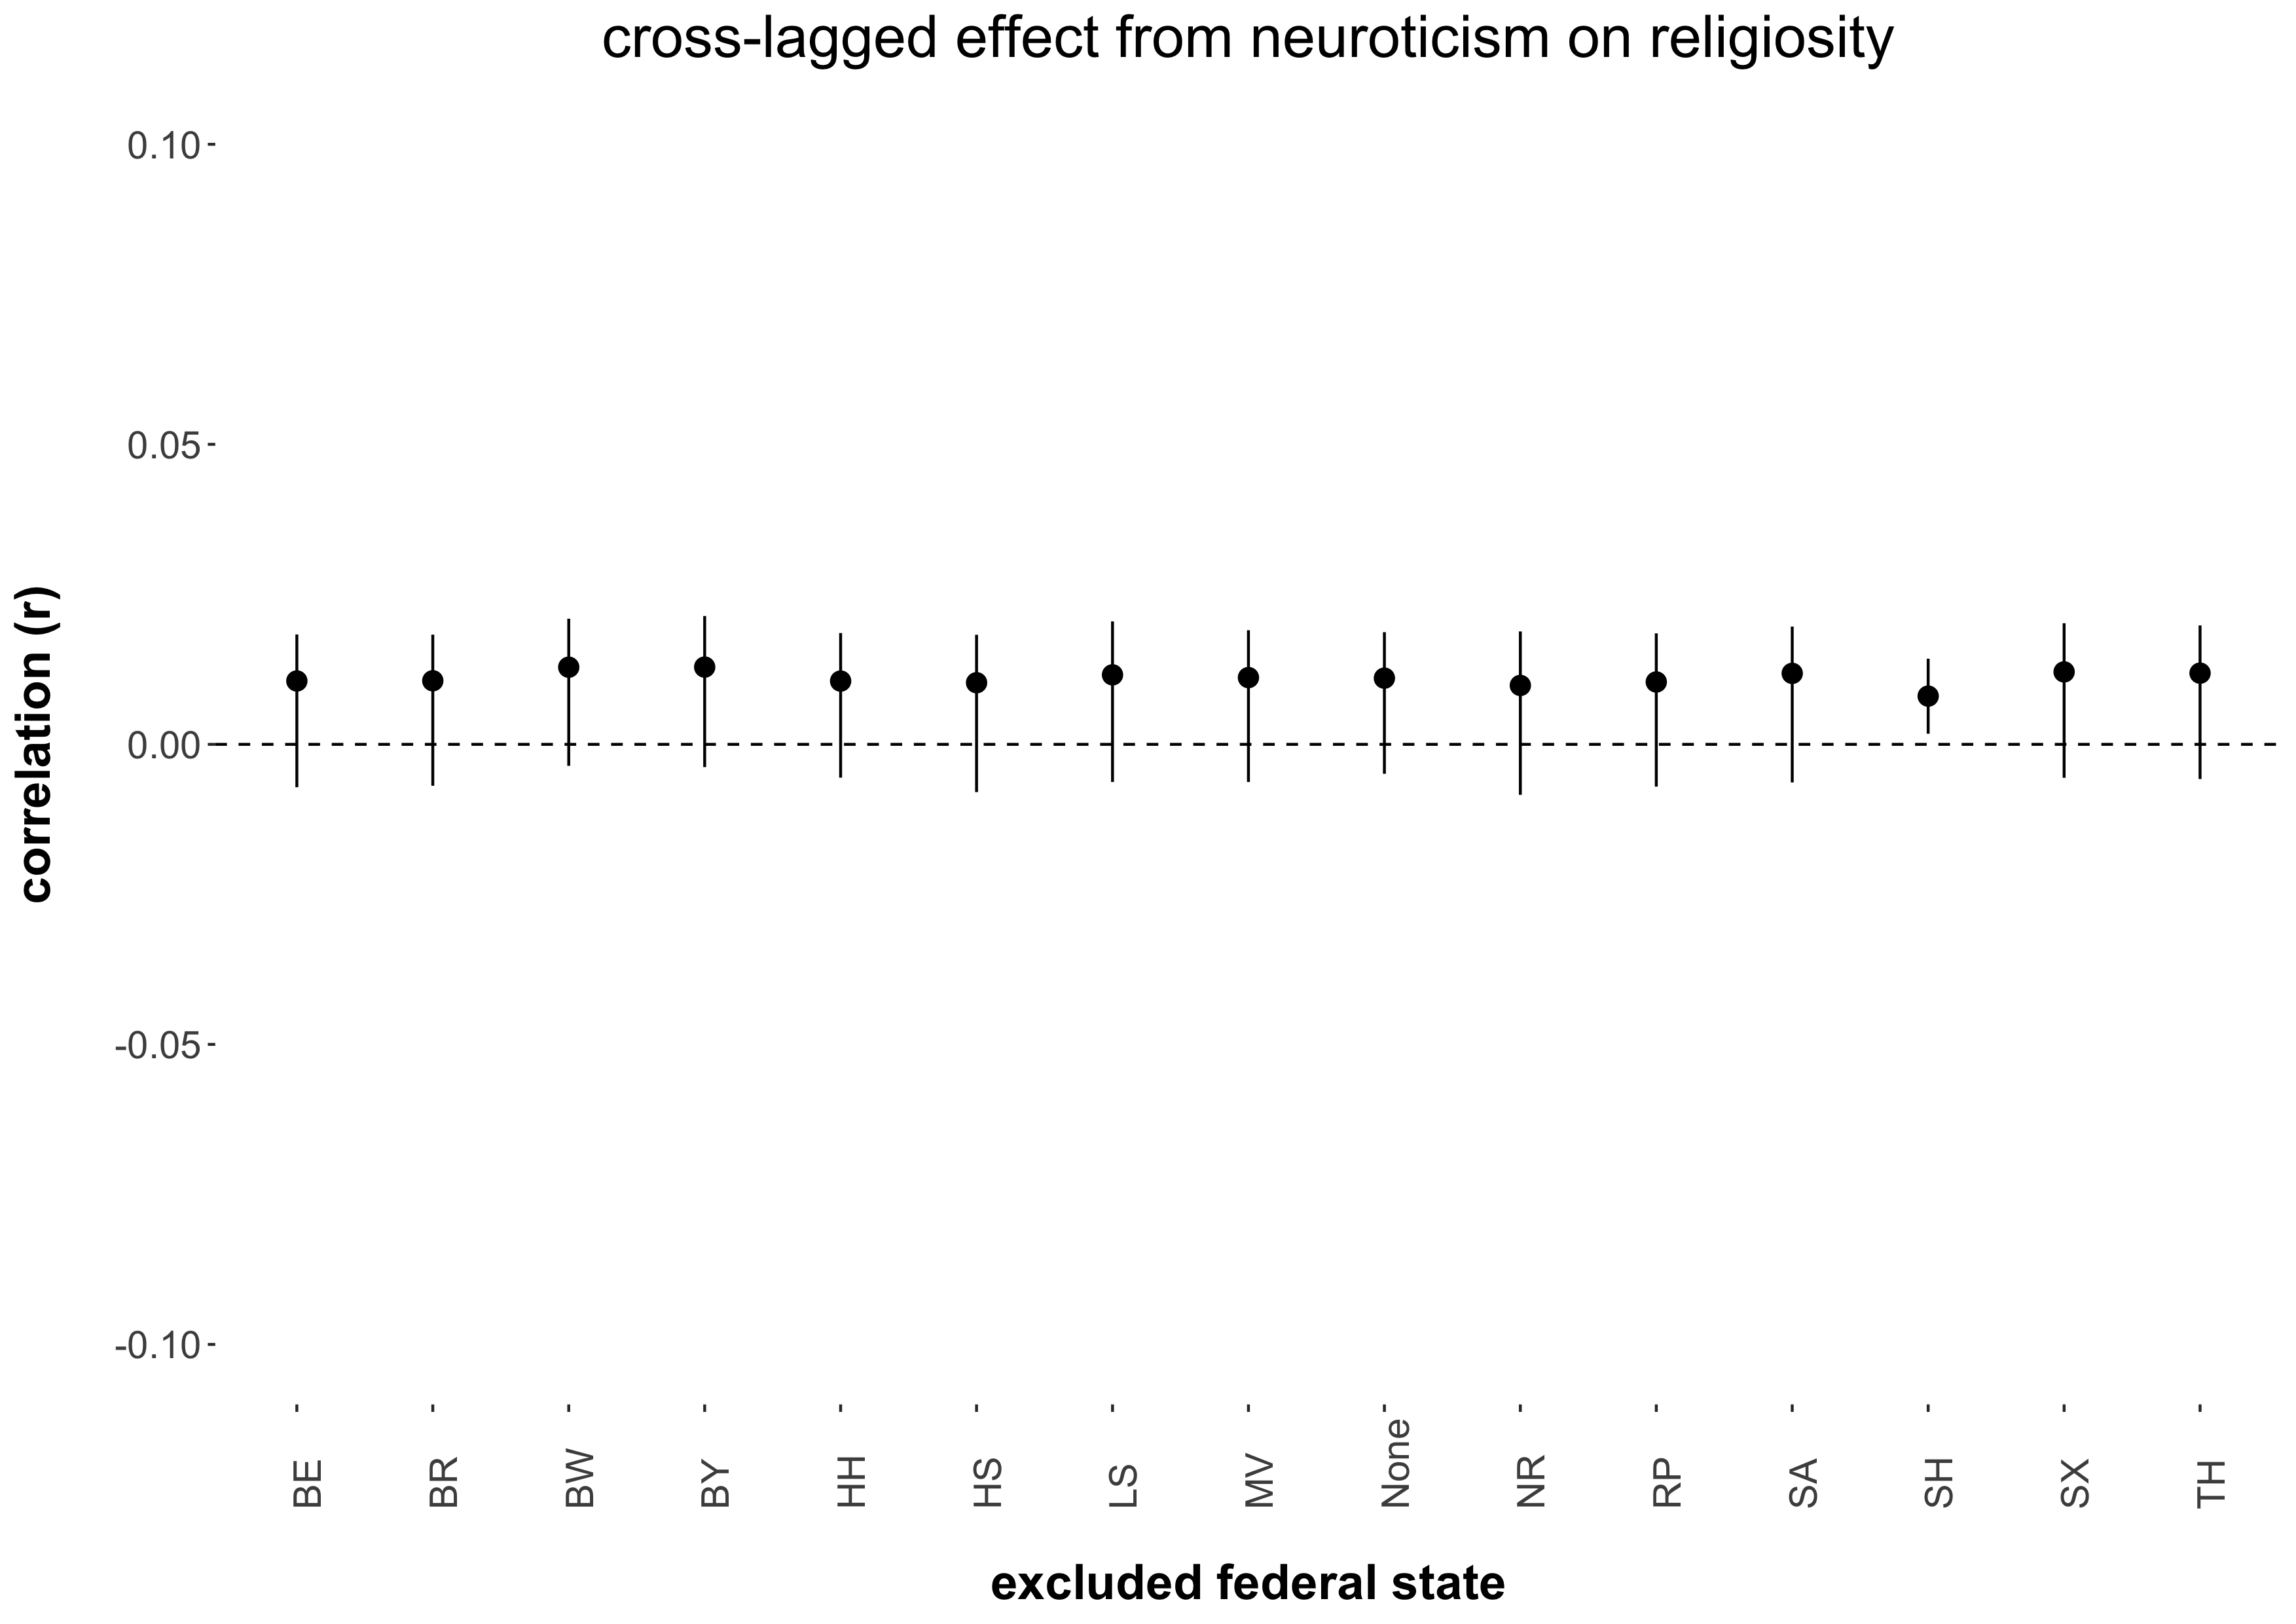 cross-lagged effect from neuroticism on religiosity
correlation (r)
0.10
0.05
0.00
-0.05
-0.10
BE BR BW BY HH HS LS MV None NR RP SA SH SX TH
excluded federal state